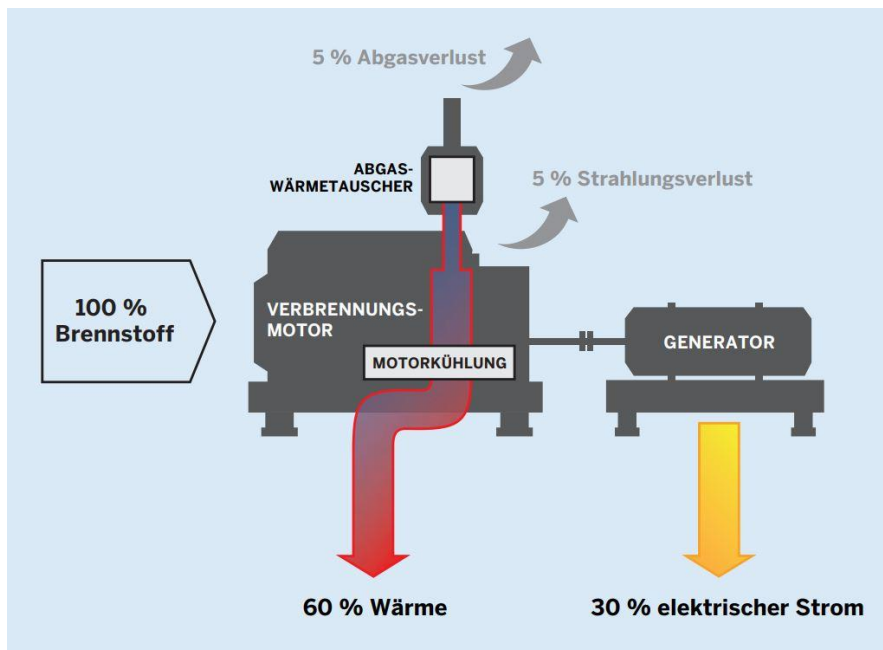 5 % Abgasverlust
ABGAS-
WÄRMETAUSCHER
5 % Strahlungsverlust
100 %
Brennstoff
VERBRENNUNGS-
MOTOR
MOTORKÜHLUNG
GENERATOR
60 % Wärme
30 % elektrischer Strom